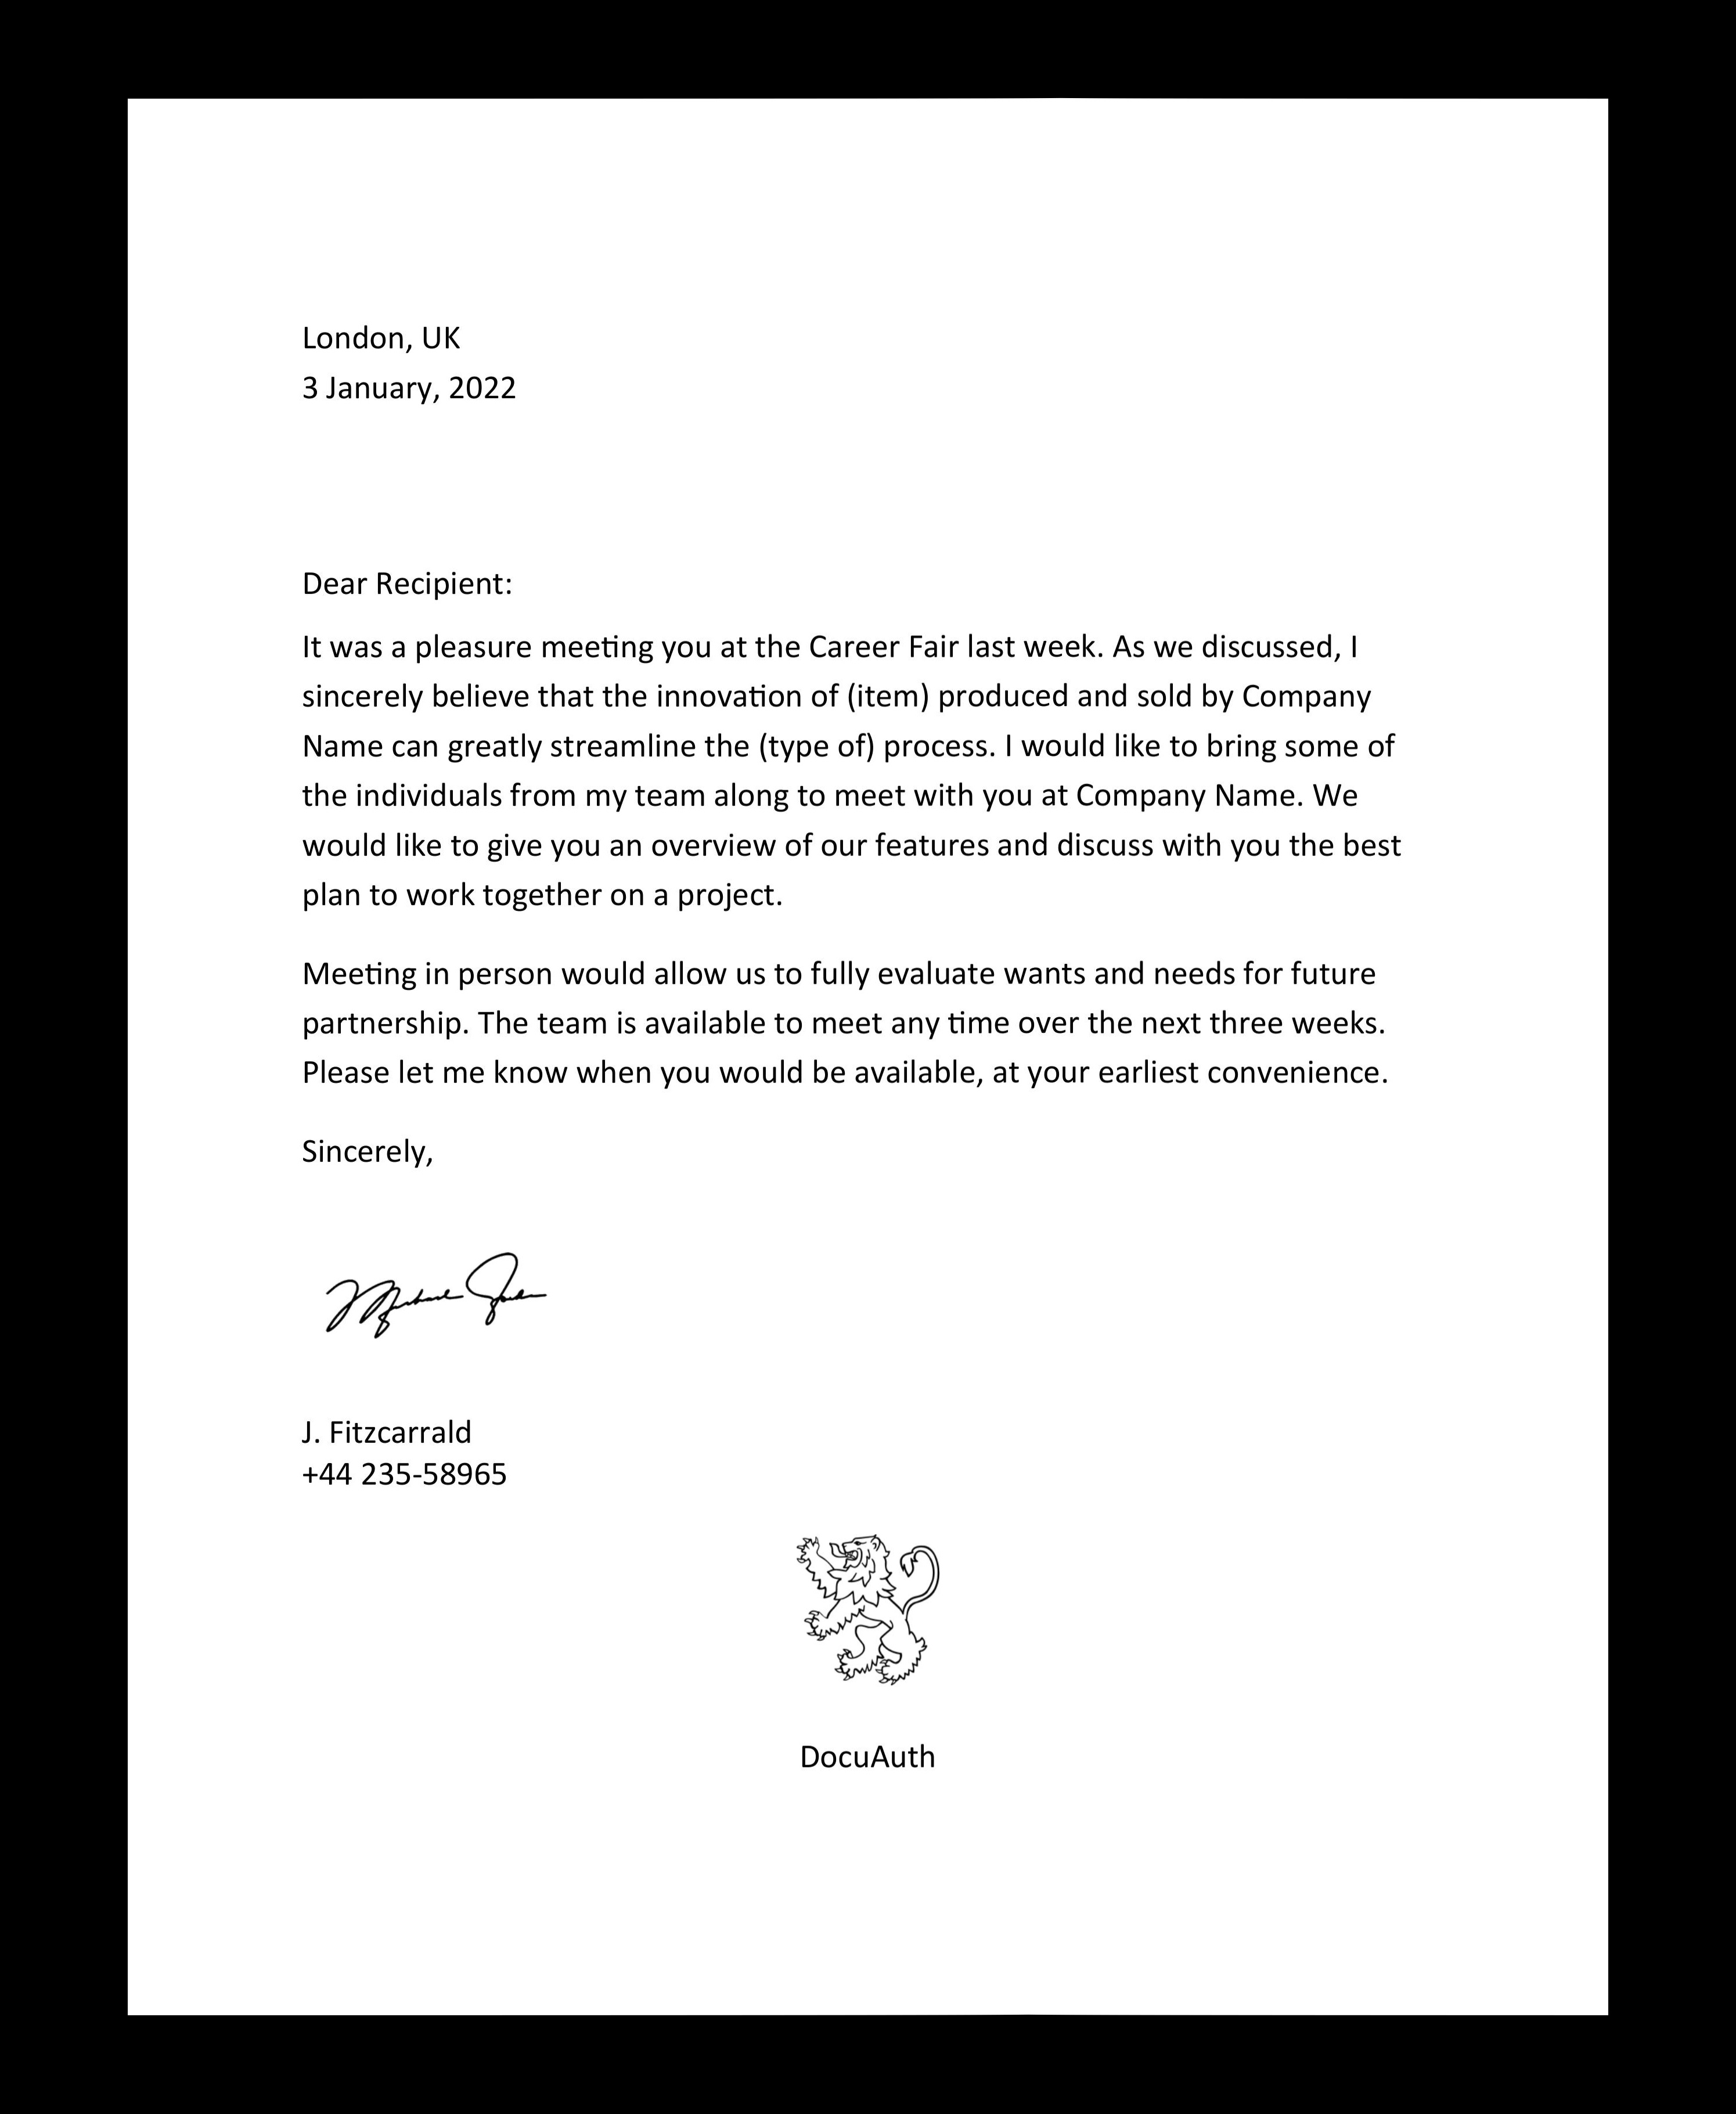 London, UK
3 January, 2022
Dear Recipient:
It was a pleasure meeting you at the Career Fair last week. As we discussed, I
sincerely believe that the innovation of (item) produced and sold by Company
Name can greatly streamline the (type of) process. I would like to bring some of
the individuals from my team along to meet with you at Company Name. We
would like to give you an overview of our features and discuss with you the best
plan to work together on a project.
Meeting in person would allow us to fully evaluate wants and needs for future
partnership. The team is available to meet any time over the next three weeks.
Please let me know when you would be available, at your earliest convenience.
Sincerely,
J. Fitzcarrald
+44 235-58965
DocuAuth